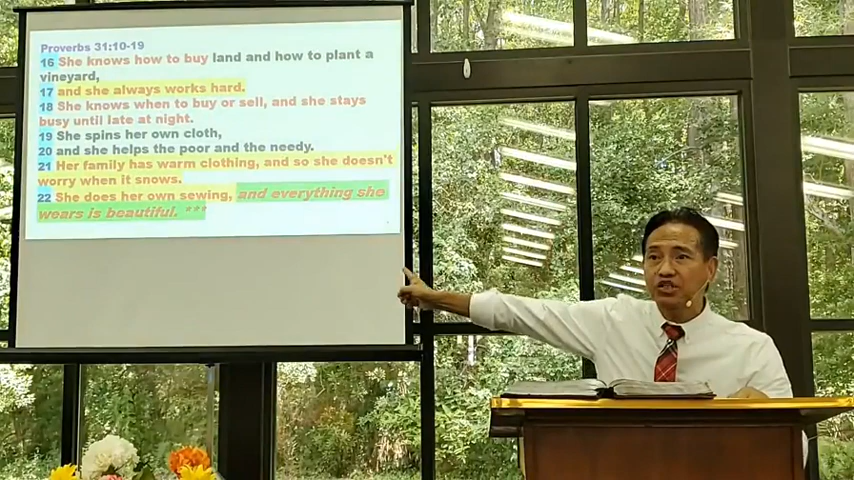 Proverbs 31:10-19
16 She knows how to buy land and how to plant a
vineyard,
17 and she always works hard.
18 She knows when to buy or sell, and she stays
busy until late at night.
19 She spins her own cloth,
20 and she helps the poor and the needy.
21 Her family has warm clothing, and so she doesn't
worry when it snows.
22 She does her own sewing, and everything she
wears is beautiful. ***